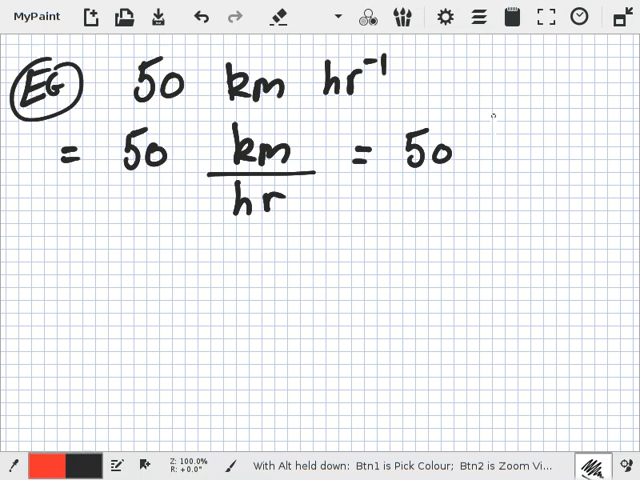 MyPaint
EG 50 km hr⁻¹
= 50 km/hr = 50
Z: 100.0%
R: +0.0°
With Alt held down: Btn1 is Pick Colour; Btn2 is Zoom Vi...